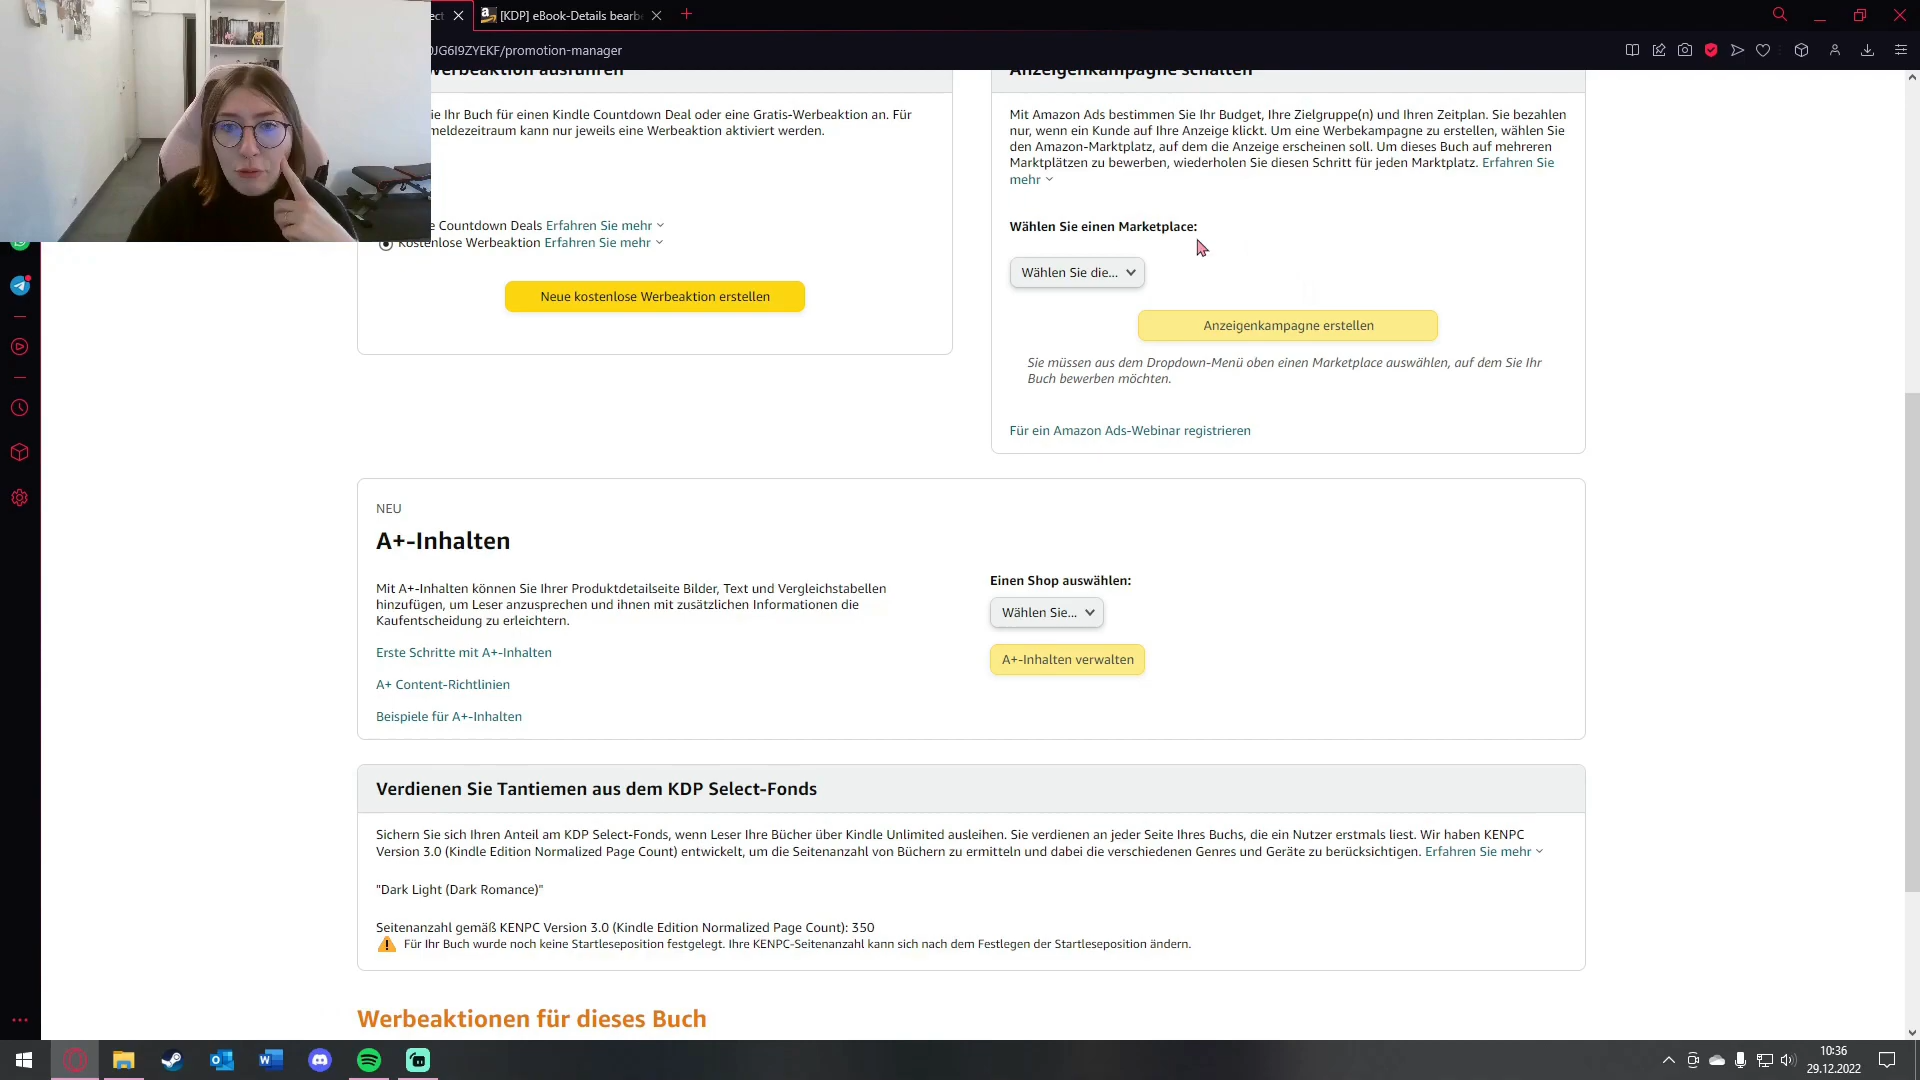 [KDP] eBook-Details bearb
JG6I9ZYEKF/promotion-manager
Werbeaktion ausführen
ie Ihr Buch für einen Kindle Countdown Deal oder eine Gratis-Werbeaktion an. Für
meldezeitraum kann nur jeweils eine Werbeaktion aktiviert werden.
e Countdown Deals Erfahren Sie mehr
Kostenlose Werbeaktion Erfahren Sie mehr
Neue kostenlose Werbeaktion erstellen
Anzeigenkampagne schalten
Mit Amazon Ads bestimmen Sie Ihr Budget, Ihre Zielgruppe(n) und Ihren Zeitplan. Sie bezahlen
nur, wenn ein Kunde auf Ihre Anzeige klickt. Um eine Werbekampagne zu erstellen, wählen Sie
den Amazon-Marktplatz, auf dem die Anzeige erscheinen soll. Um dieses Buch auf mehreren
Marktplätzen zu bewerben, wiederholen Sie diesen Schritt für jeden Marktplatz. Erfahren Sie
mehr
Wählen Sie einen Marketplace:
Wählen Sie die...
Anzeigenkampagne erstellen
Sie müssen aus dem Dropdown-Menü oben einen Marketplace auswählen, auf dem Sie Ihr
Buch bewerben möchten.
Für ein Amazon Ads-Webinar registrieren
NEU
A+-Inhalten
Mit A+-Inhalten können Sie Ihrer Produktdetailseite Bilder, Text und Vergleichstabellen
hinzufügen, um Leser anzusprechen und ihnen mit zusätzlichen Informationen die
Kaufentscheidung zu erleichtern.
Erste Schritte mit A+-Inhalten
A+ Content-Richtlinien
Beispiele für A+-Inhalten
Einen Shop auswählen:
Wählen Sie...
A+-Inhalten verwalten
Verdienen Sie Tantiemen aus dem KDP Select-Fonds
Sichern Sie sich Ihren Anteil am KDP Select-Fonds, wenn Leser Ihre Bücher über Kindle Unlimited ausleihen. Sie verdienen an jeder Seite Ihres Buchs, die ein Nutzer erstmals liest. Wir haben KENPC
Version 3.0 (Kindle Edition Normalized Page Count) entwickelt, um die Seitenanzahl von Büchern zu ermitteln und dabei die verschiedenen Genres und Geräte zu berücksichtigen. Erfahren Sie mehr
"Dark Light (Dark Romance)"
Seitenanzahl gemäß KENPC Version 3.0 (Kindle Edition Normalized Page Count): 350
Für Ihr Buch wurde noch keine Startleseposition festgelegt. Ihre KENPC-Seitenanzahl kann sich nach dem Festlegen der Startleseposition ändern.
Werbeaktionen für dieses Buch
10:36
29.12.2022